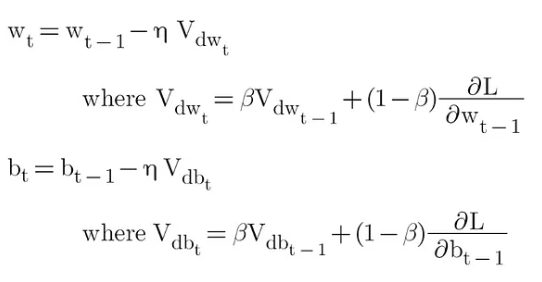 w_t = w_{t-1} − η V_{dw_t}
where V_{dw_t} = βV_{dw_{t-1}} + (1 − β) ∂L/∂w_{t-1}
b_t = b_{t-1} − η V_{db_t}
where V_{db_t} = βV_{db_{t-1}} + (1 − β) ∂L/∂b_{t-1}